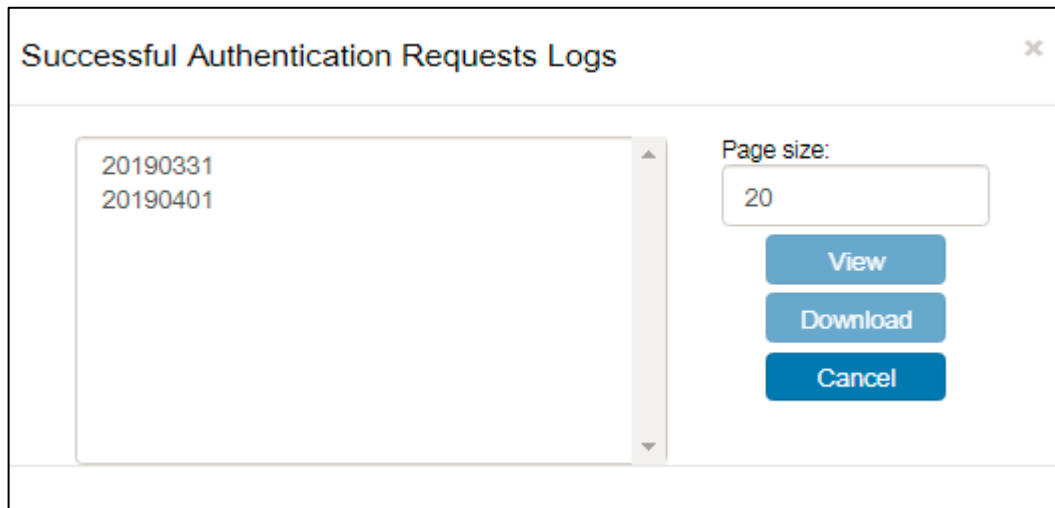 Successful Authentication Requests Logs
×
20190331
20190401
Page size:
20
View
Download
Cancel